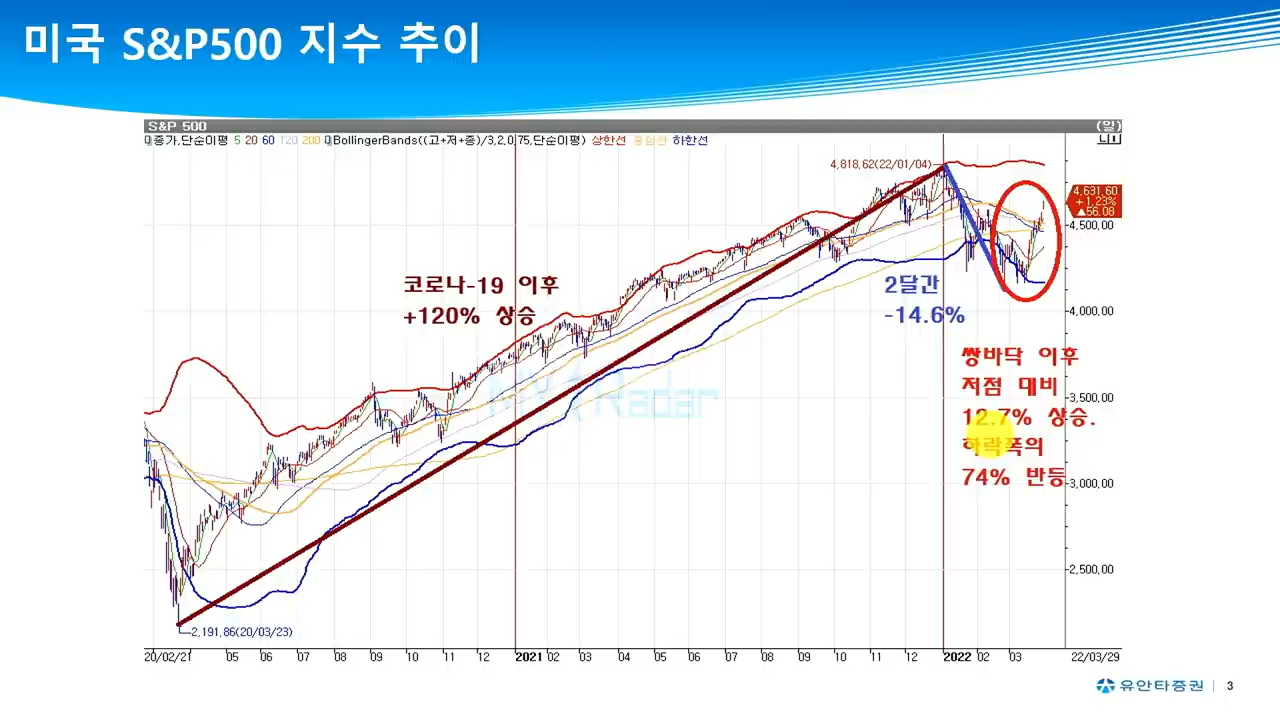 미국 S&P500 지수 추이
S&P 500 (일)
종가,단순이평 5 20 60 120 200 BollingerBands((고+저+종)/3,2,0,75,단순이평) 상한선 중심선 하한선
로그
4,818,62(22/01/04)
4,631,60
+1,23%
▲56,08
4,500,00
코로나-19 이후
+120% 상승
2달간
-14.6%
4,000,00
쌍바닥 이후
저점 대비
12.7% 상승.
하락폭의
74% 반등
3,500,00
Radar
3,000,00
2,500,00
2,191,86(20/03/23)
20/02/21 05 06 07 08 09 10 11 12 2021 02 03 04 05 06 07 08 09 10 11 12 2022 02 03 22/03/29
유안타증권 3